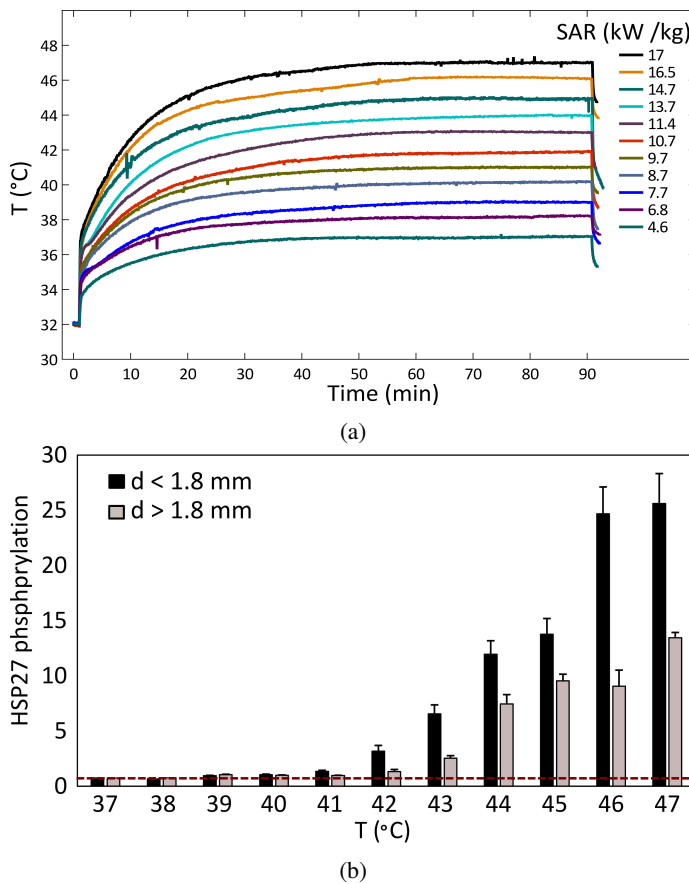 SAR (kW /kg)
17
16.5
14.7
13.7
11.4
10.7
9.7
8.7
7.7
6.8
4.6
48
46
44
42
40
38
36
34
32
30
T (°C)
0 10 20 30 40 50 60 70 80 90
Time (min)
(a)
30
25
20
15
10
5
0
HSP27 phsphprylation
d < 1.8 mm
d > 1.8 mm
37 38 39 40 41 42 43 44 45 46 47
T (°C)
(b)